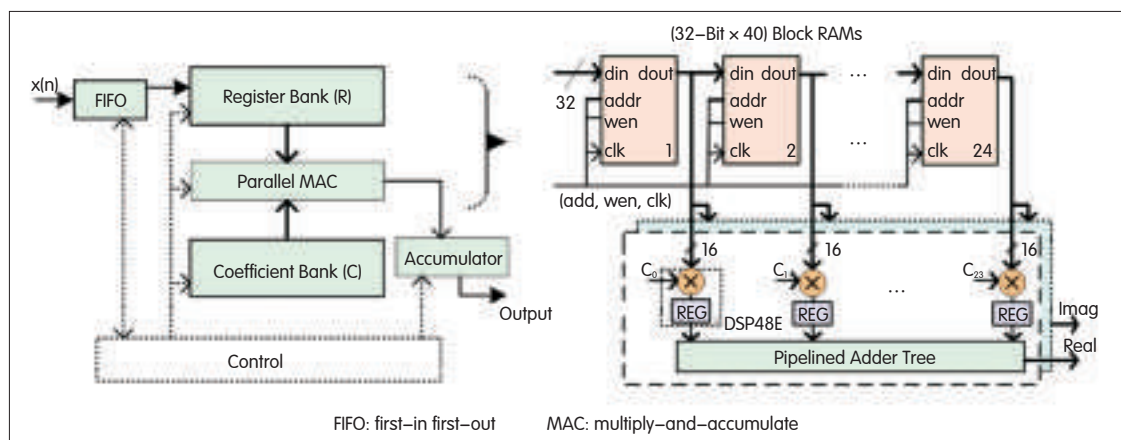 x(n)
FIFO
Register Bank (R)
Parallel MAC
Coefficient Bank (C)
Accumulator
Output
Control
(32–Bit × 40) Block RAMs
32
din dout
addr
wen
clk 1
din dout
addr
wen
clk 2
...
...
din dout
addr
wen
clk 24
(add, wen, clk)
16
16
16
C0
C1
C23
REG
REG
REG
...
DSP48E
Pipelined Adder Tree
Imag
Real
FIFO: first–in first–out MAC: multiply–and–accumulate